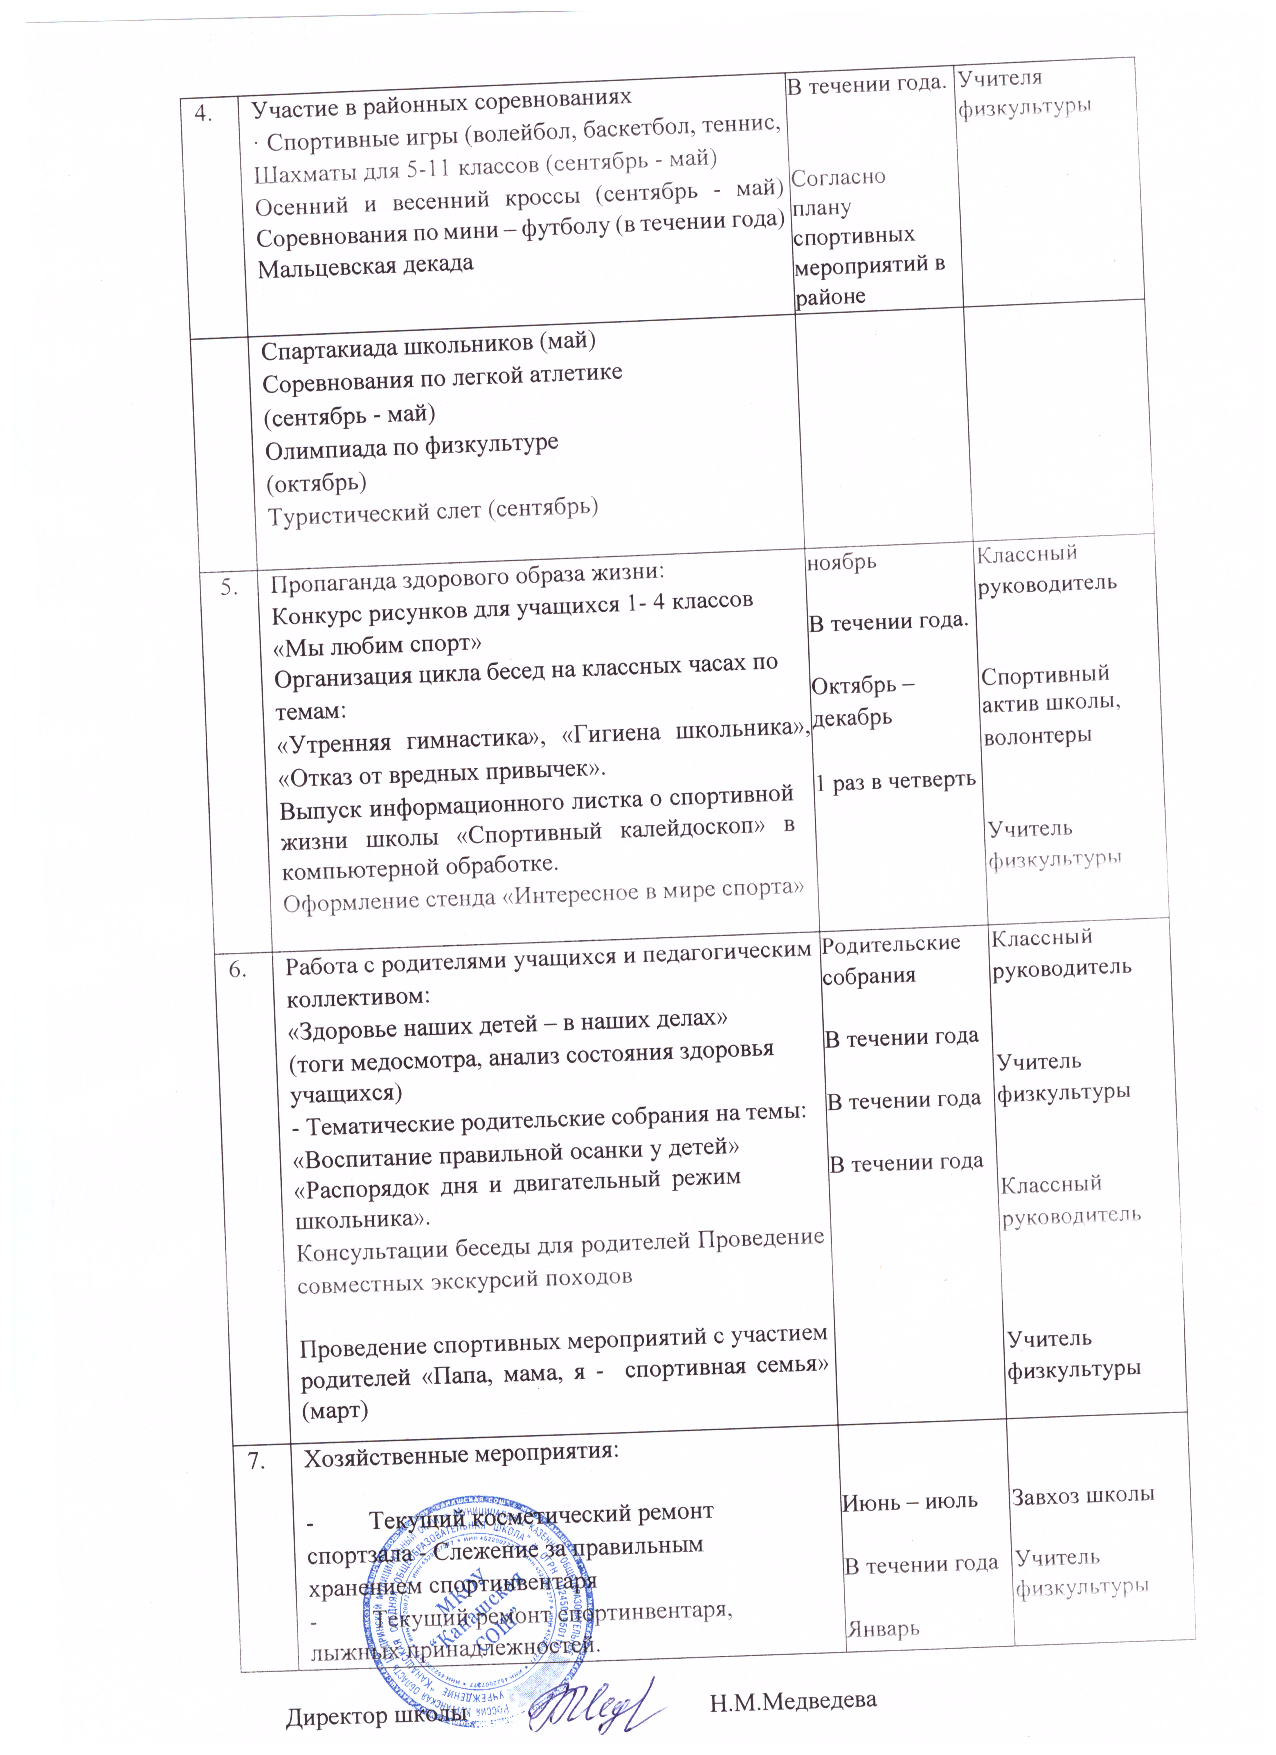 4.
Участие в районных соревнованиях
· Спортивные игры (волейбол, баскетбол, теннис,
Шахматы для 5-11 классов (сентябрь - май)
Осенний и весенний кроссы (сентябрь - май)
Соревнования по мини – футболу (в течении года)
Мальцевская декада
В течении года.
Согласно
плану
спортивных
мероприятий в
районе
Учителя
физкультуры
Спартакиада школьников (май)
Соревнования по легкой атлетике
(сентябрь - май)
Олимпиада по физкультуре
(октябрь)
Туристический слет (сентябрь)
5.
Пропаганда здорового образа жизни:
Конкурс рисунков для учащихся 1- 4 классов
«Мы любим спорт»
Организация цикла бесед на классных часах по
темам:
«Утренняя гимнастика», «Гигиена школьника»,
«Отказ от вредных привычек».
Выпуск информационного листка о спортивной
жизни школы «Спортивный калейдоскоп» в
компьютерной обработке.
Оформление стенда «Интересное в мире спорта»
ноябрь
В течении года.
Октябрь –
декабрь
1 раз в четверть
Классный
руководитель
Спортивный
актив школы,
волонтеры
Учитель
физкультуры
6.
Работа с родителями учащихся и педагогическим
коллективом:
«Здоровье наших детей – в наших делах»
(тоги медосмотра, анализ состояния здоровья
учащихся)
- Тематические родительские собрания на темы:
«Воспитание правильной осанки у детей»
«Распорядок дня и двигательный режим
школьника».
Консультации беседы для родителей Проведение
совместных экскурсий походов
Проведение спортивных мероприятий с участием
родителей «Папа, мама, я - спортивная семья»
(март)
Родительские
собрания
В течении года
В течении года
В течении года
Классный
руководитель
Учитель
физкультуры
Классный
руководитель
Учитель
физкультуры
7.
Хозяйственные мероприятия:
- Текущий косметический ремонт
спортзала - Слежение за правильным
хранением спортинвентаря
- Текущий ремонт спортинвентаря,
лыжных принадлежностей.
Июнь – июль
В течении года
Январь
Завхоз школы
Учитель
физкультуры
МКОУ
"Канашская
СОШ"
Директор школы
Н.М.Медведева